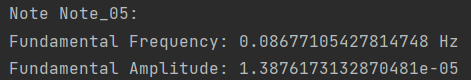 Note Note_05:
Fundamental Frequency: 0.08677105427814748 Hz
Fundamental Amplitude: 1.3876173132870481e-05